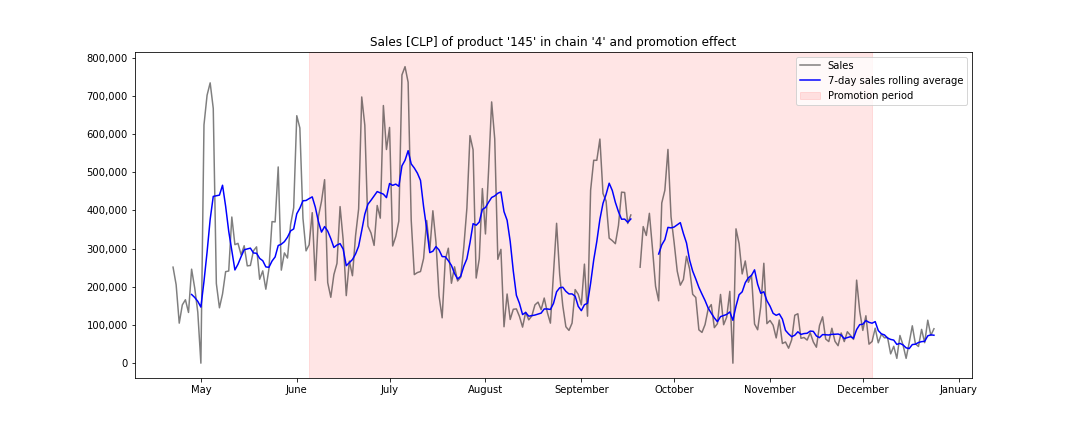 Sales [CLP] of product '145' in chain '4' and promotion effect
800,000
700,000
600,000
500,000
400,000
300,000
200,000
100,000
0
Sales
7-day sales rolling average
Promotion period
May June July August September October November December January